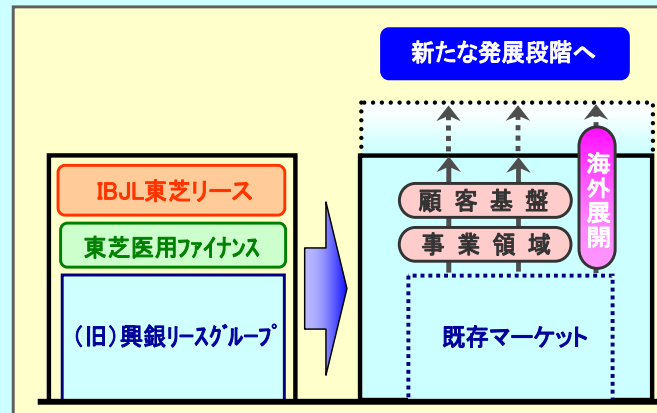 新たな発展段階へ
IBJL東芝リース
東芝医用ファイナンス
(旧)興銀リースグループ
顧客基盤
事業領域
海外展開
既存マーケット